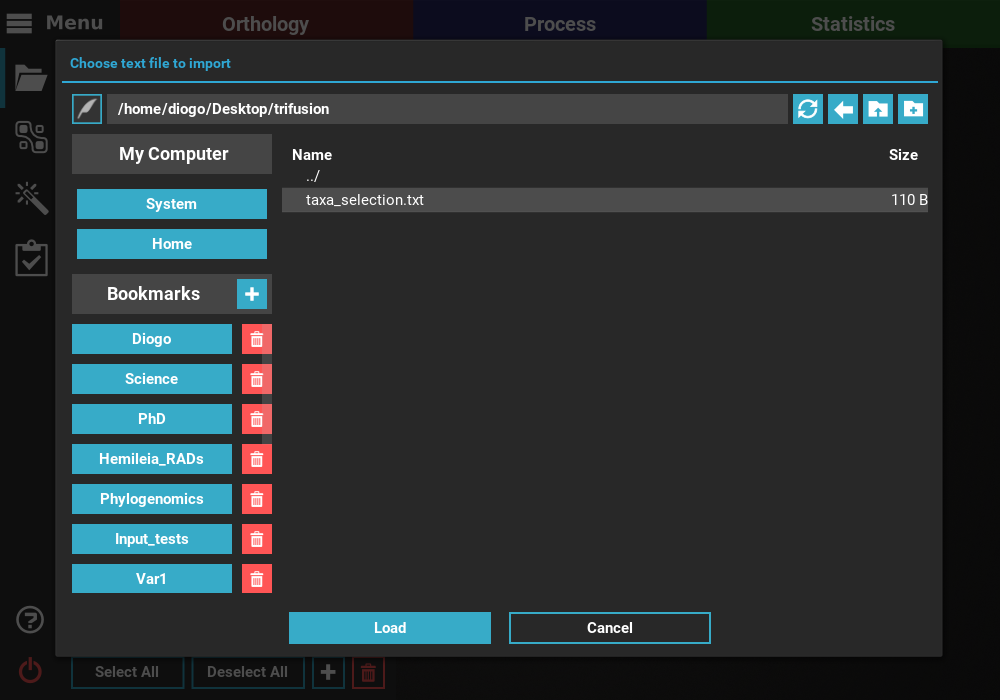 Menu
Orthology
Process
Statistics
Choose text file to import
/home/diogo/Desktop/trifusion
My Computer
Name
Size
../
System
taxa_selection.txt
110 B
Home
Bookmarks
Diogo
Science
PhD
Hemileia_RADs
Phylogenomics
Input_tests
Var1
Load
Cancel
Select All
Deselect All